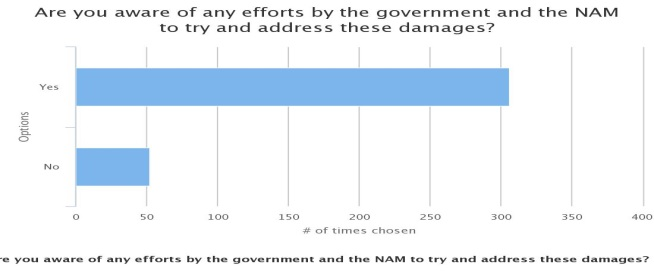 Are you aware of any efforts by the government and the NAM
to try and address these damages?
Options
Yes
No
0 50 100 150 200 250 300 350 400
# of times chosen
re you aware of any efforts by the government and the NAM to try and address these damages?